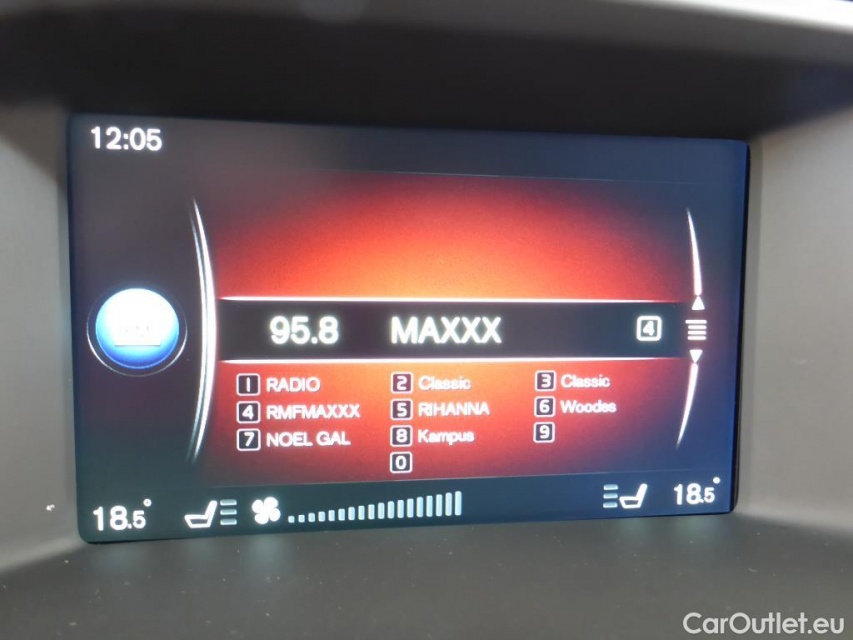 12:05
95.8 MAXXX 4
1 RADIO 2 Classic 3 Classic
4 RMFMAXXX 5 RIHANNA 6 Woodes
7 NOEL GAL 8 Kampus 9
0
18.5° 18.5°
CarOutlet.eu